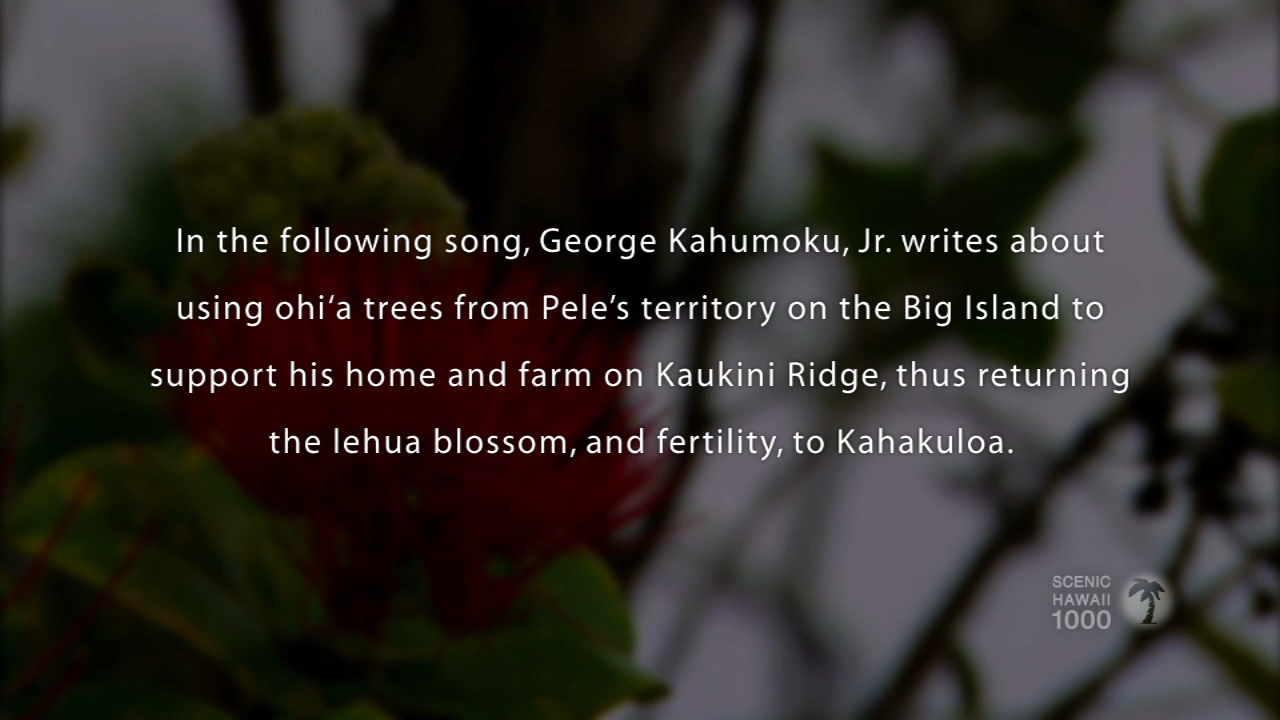 In the following song, George Kahumoku, Jr. writes about
using ohi‘a trees from Pele’s territory on the Big Island to
support his home and farm on Kaukini Ridge, thus returning
the lehua blossom, and fertility, to Kahakuloa.
SCENIC
HAWAII
1000